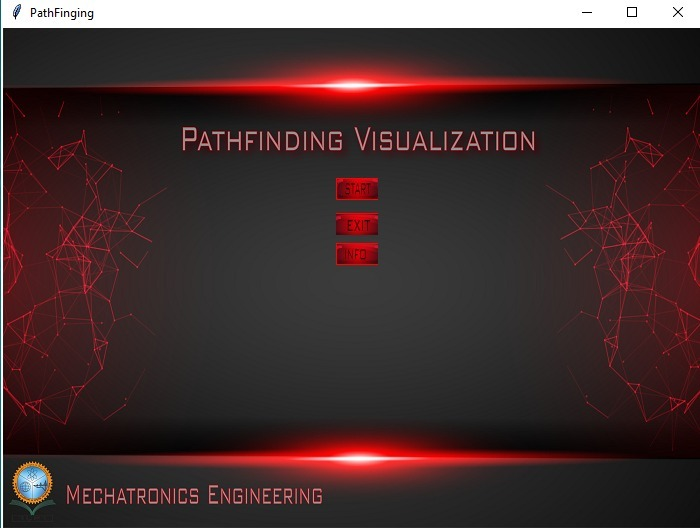 PathFinging
PATHFINDING VISUALIZATION
START
EXIT
INFO
MECHATRONICS ENGINEERING